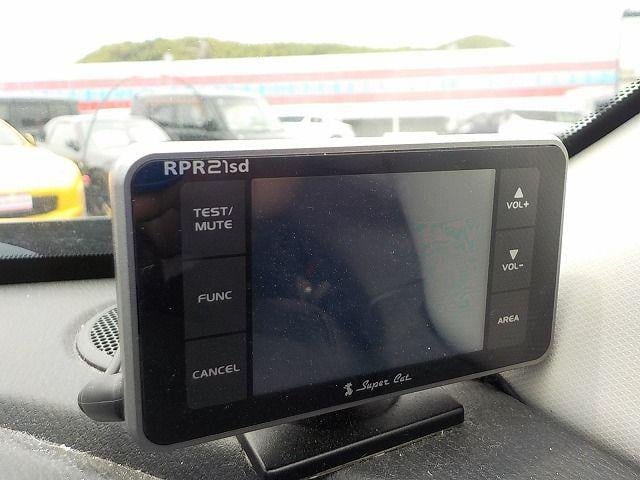 RPR21sd
TEST/
MUTE
FUNC
CANCEL
▲
VOL+
▼
VOL-
AREA
Super Cat